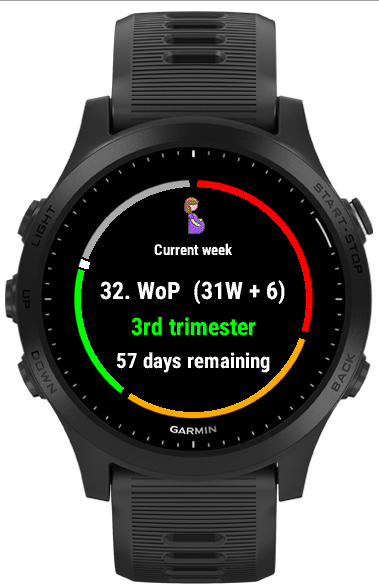 LIGHT
START·STOP
Current week
32. WoP (31W + 6)
UP
3rd trimester
57 days remaining
DOWN
BACK
GARMIN